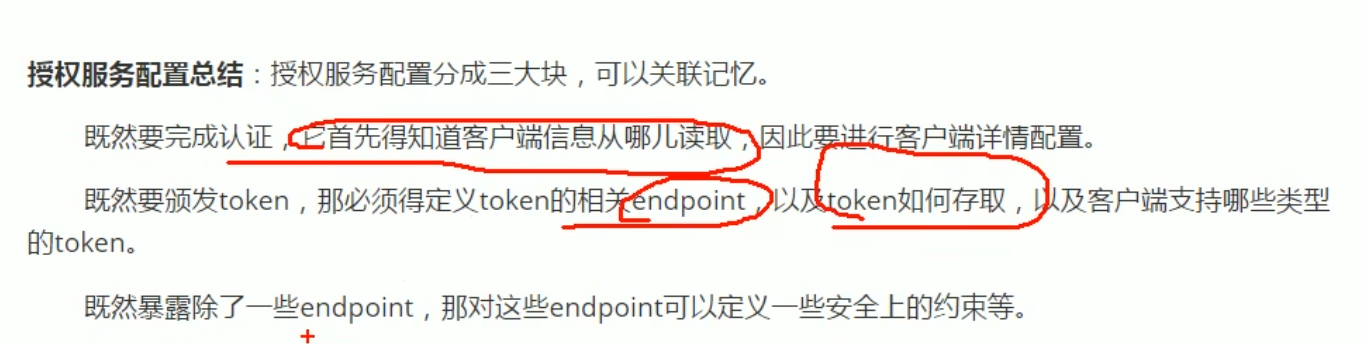 授权服务配置总结：授权服务配置分成三大块，可以关联记忆。
既然要完成认证，它首先得知道客户端信息从哪儿读取，因此要进行客户端详情配置。
既然要颁发token，那必须得定义token的相关endpoint，以及token如何存取，以及客户端支持哪些类型
的token。
既然暴露除了一些endpoint，那对这些endpoint可以定义一些安全上的约束等。